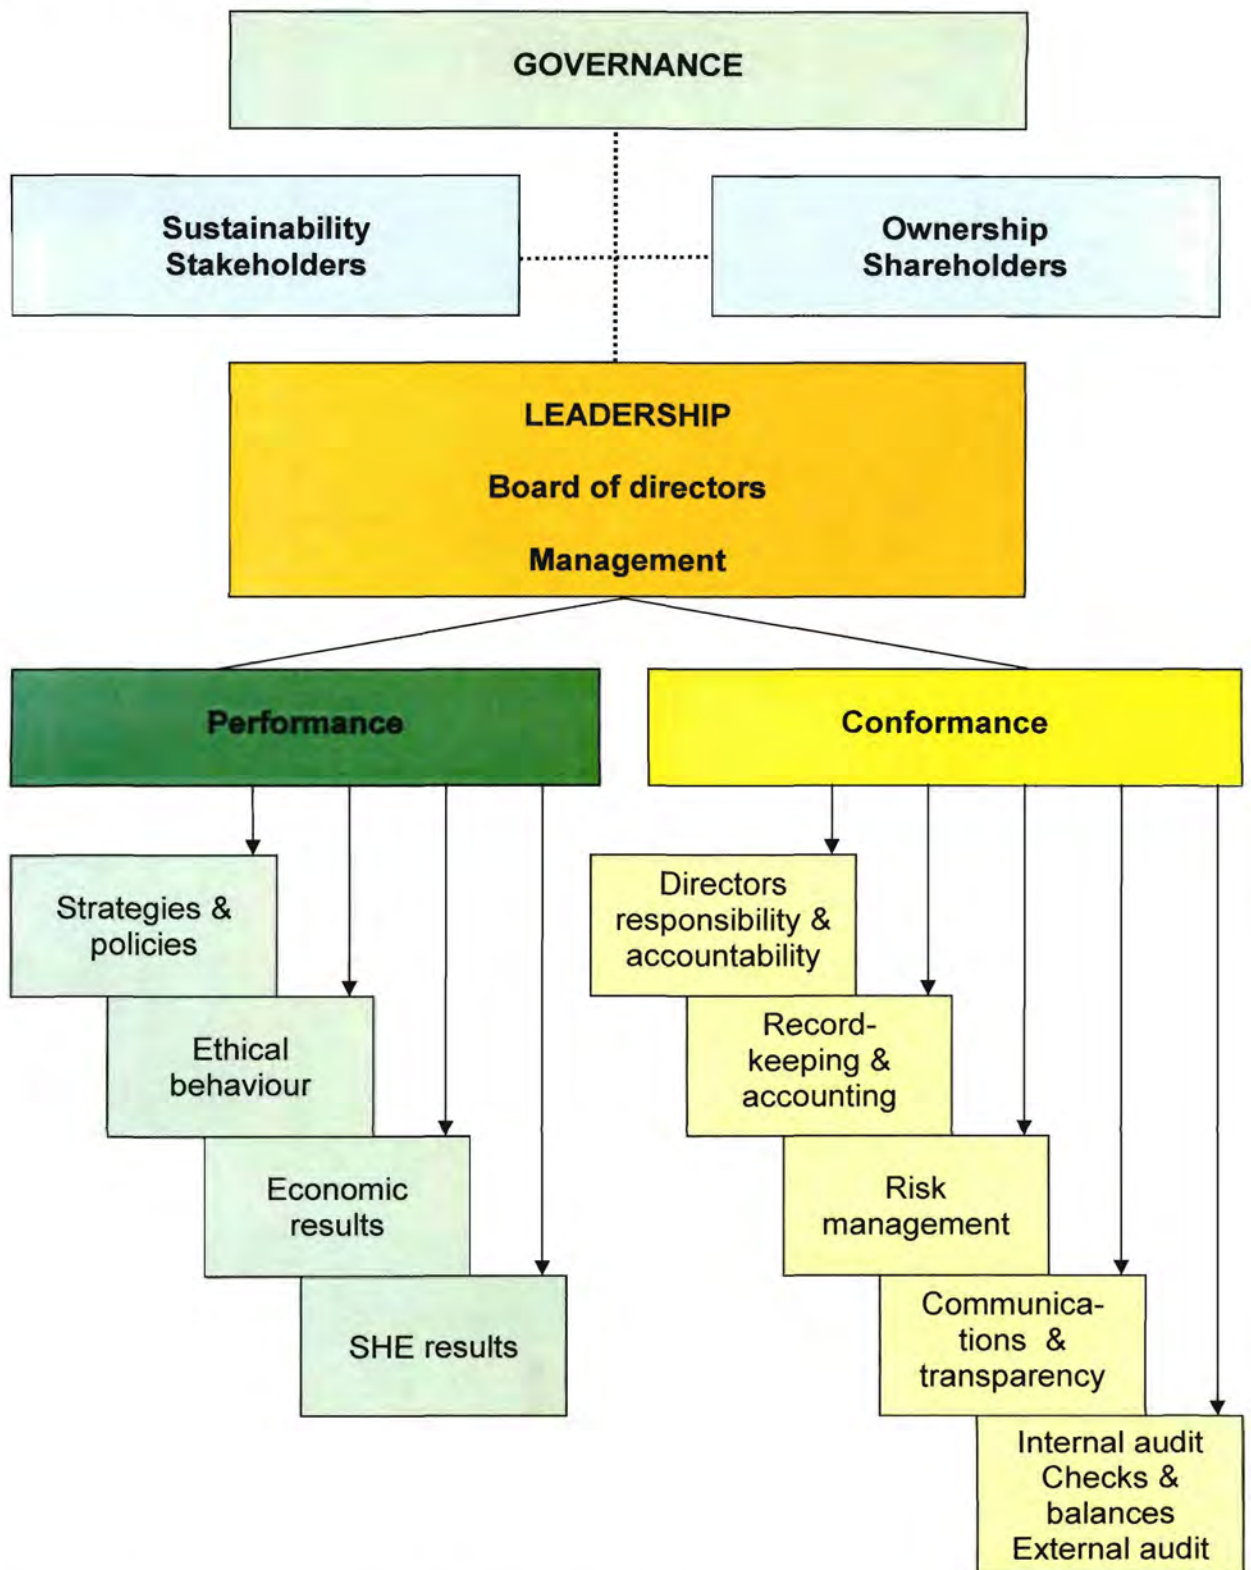 GOVERNANCE
Sustainability
Stakeholders
Ownership
Shareholders
LEADERSHIP
Board of directors
Management
Performance
Conformance
Strategies &
policies
Ethical
behaviour
Economic
results
SHE results
Directors
responsibility &
accountability
Record-
keeping &
accounting
Risk
management
Communica-
tions &
transparency
Internal audit
Checks &
balances
External audit